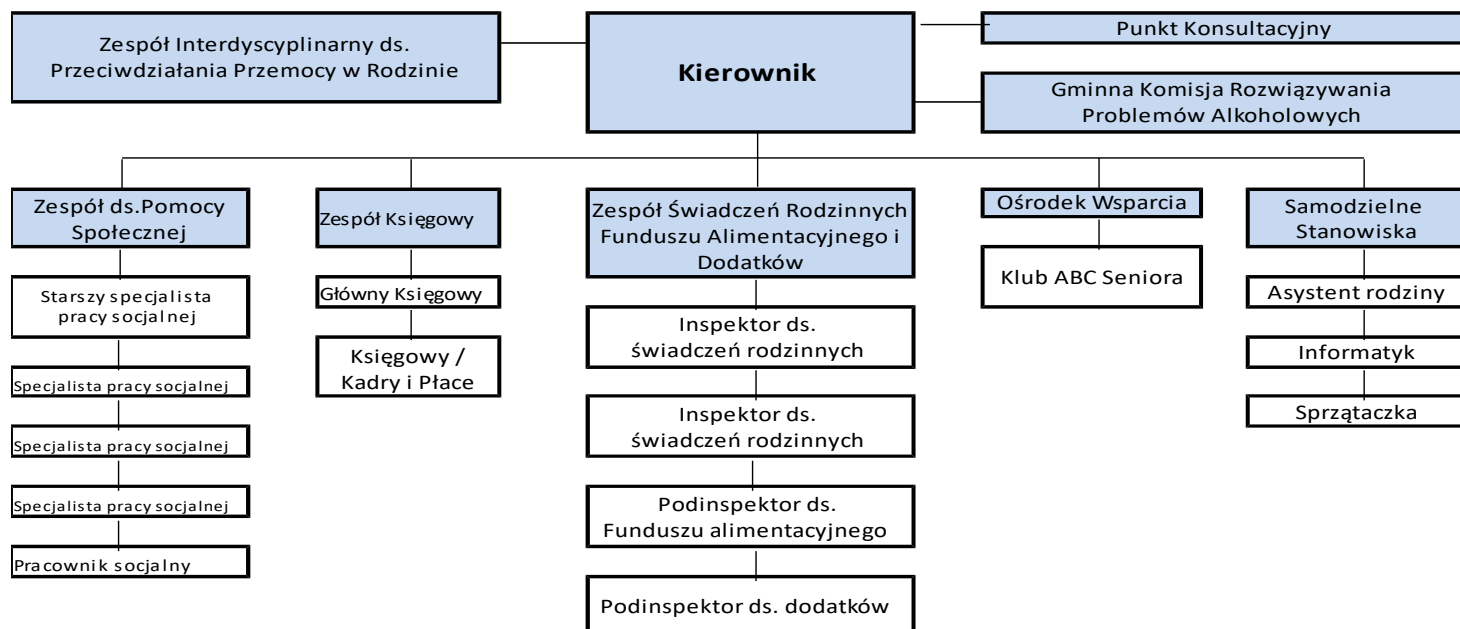 Zespół Interdyscyplinarny ds.
Przeciwdziałania Przemocy w Rodzinie
Kierownik
Punkt Konsultacyjny
Gminna Komisja Rozwiązywania
Problemów Alkoholowych
Zespół ds.Pomocy
Społecznej
Starszy specjalista
pracy socjalnej
Specjalista pracy socjalnej
Specjalista pracy socjalnej
Specjalista pracy socjalnej
Pracownik socjalny
Zespół Księgowy
Główny Księgowy
Księgowy /
Kadry i Płace
Zespół Świadczeń Rodzinnych
Funduszu Alimentacyjnego i
Dodatków
Inspektor ds.
świadczeń rodzinnych
Inspektor ds.
świadczeń rodzinnych
Podinspektor ds.
Funduszu alimentacyjnego
Podinspektor ds. dodatków
Ośrodek Wsparcia
Klub ABC Seniora
Samodzielne
Stanowiska
Asystent rodziny
Informatyk
Sprzątaczka